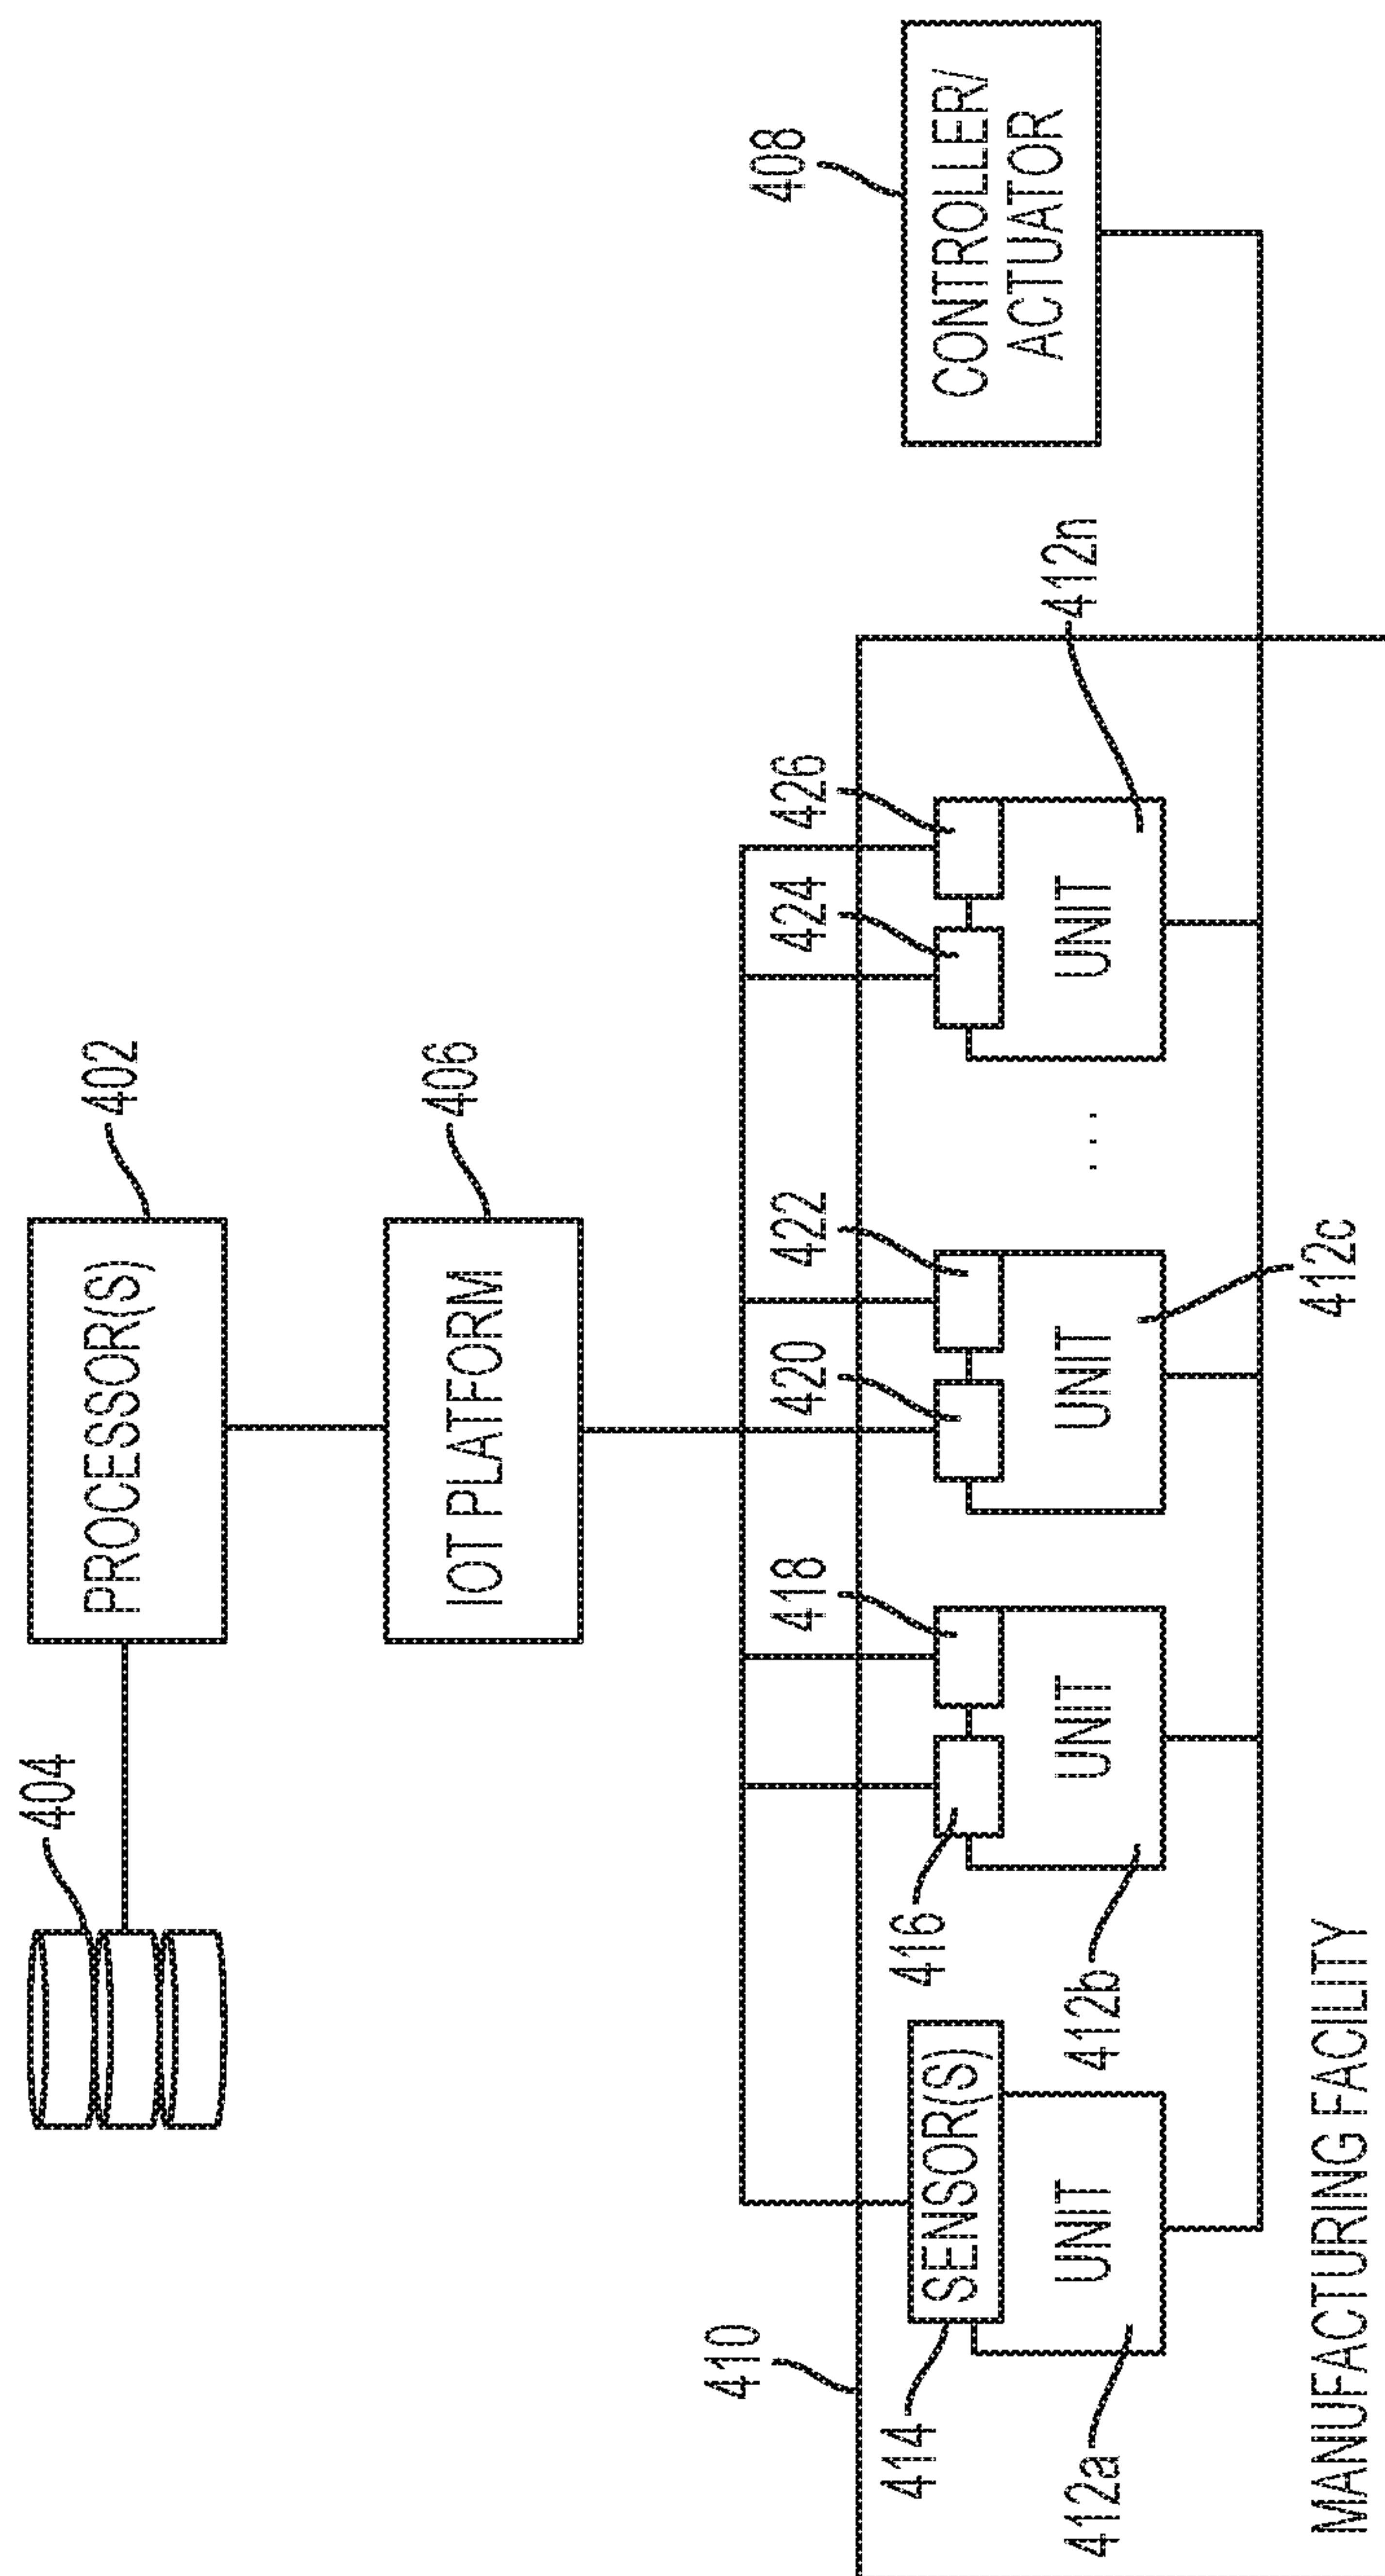 404
402
PROCESSOR(S)
406
IOT PLATFORM
408
CONTROLLER/
ACTUATOR
410
414
SENSOR(S)
416
418
420
422
424
426
UNIT
UNIT
UNIT
...
UNIT
412a
412b
412c
412n
MANUFACTURING FACILITY